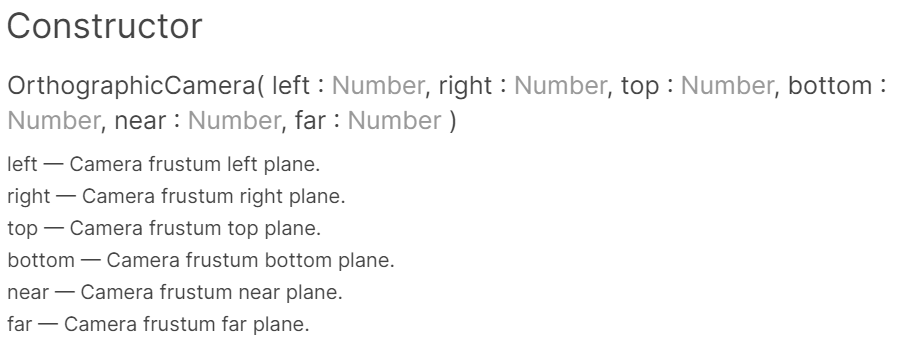 Constructor
OrthographicCamera( left : Number, right : Number, top : Number, bottom :
Number, near : Number, far : Number )
left — Camera frustum left plane.
right — Camera frustum right plane.
top — Camera frustum top plane.
bottom — Camera frustum bottom plane.
near — Camera frustum near plane.
far — Camera frustum far plane.